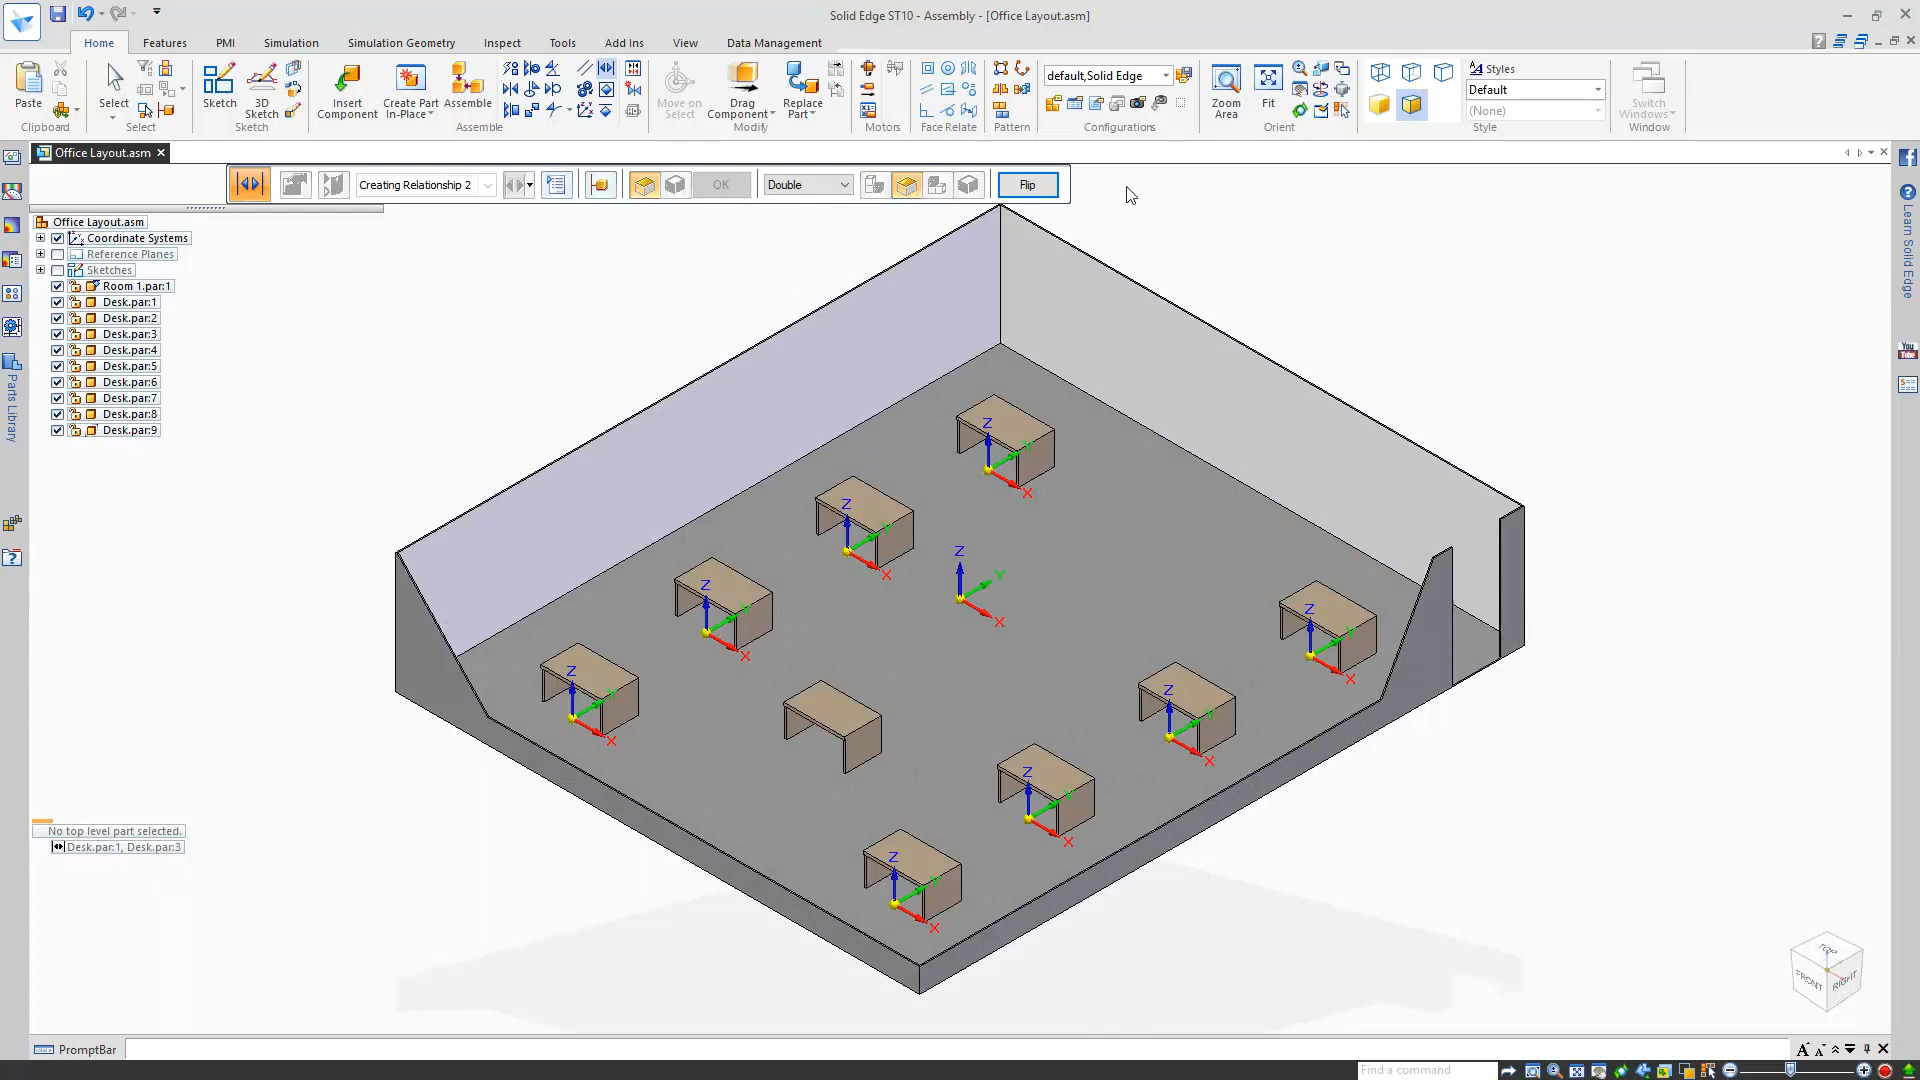 Solid Edge ST10 - Assembly - [Office Layout.asm]
Home Features PMI Simulation Simulation Geometry Inspect Tools Add Ins View Data Management
Paste
Clipboard
Select
Select
Sketch
3D Sketch
Sketch
Insert Component
Create Part In-Place
Assemble
Assemble
Move on Select
Drag Component
Replace Part
Modify
Motors
Face Relate
Pattern
default,Solid Edge
Configurations
Zoom Area
Fit
Orient
Styles
Default
(None)
Style
Switch Windows
Window
Office Layout.asm
Creating Relationship 2
OK
Double
Flip
Office Layout.asm
Coordinate Systems
Reference Planes
Sketches
Room 1.par:1
Desk.par:1
Desk.par:2
Desk.par:3
Desk.par:4
Desk.par:5
Desk.par:6
Desk.par:7
Desk.par:8
Desk.par:9
Parts Library
Learn Solid Edge
You Tube
Z Y X
Z Y X
Z Y X
Z Y X
Z Y X
Z Y X
Z Y X
Z Y X
Z Y X
No top level part selected.
Desk.par:1, Desk.par:3
TOP
FRONT
RIGHT
PromptBar
Find a command